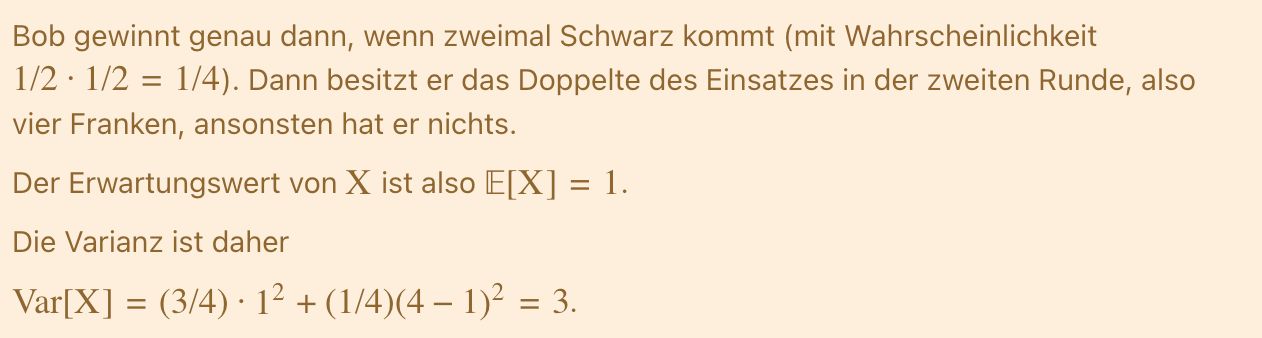 Bob gewinnt genau dann, wenn zweimal Schwarz kommt (mit Wahrscheinlichkeit
1/2 · 1/2 = 1/4). Dann besitzt er das Doppelte des Einsatzes in der zweiten Runde, also
vier Franken, ansonsten hat er nichts.
Der Erwartungswert von X ist also 𝔼[X] = 1.
Die Varianz ist daher
Var[X] = (3/4) · 1² + (1/4)(4 − 1)² = 3.